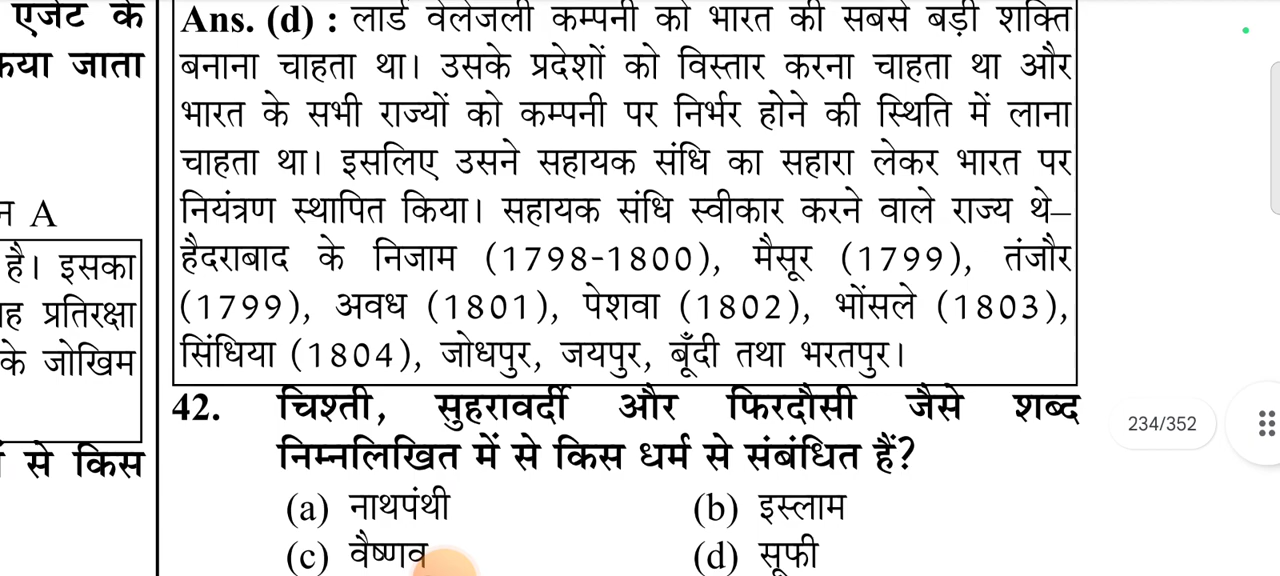 एजेंट के
कया जाता
न A
है। इसका
ह प्रतिरक्षा
के जोखिम
से किस
Ans. (d) : लार्ड वेलेजली कम्पनी को भारत की सबसे बड़ी शक्ति
बनाना चाहता था। उसके प्रदेशों को विस्तार करना चाहता था और
भारत के सभी राज्यों को कम्पनी पर निर्भर होने की स्थिति में लाना
चाहता था। इसलिए उसने सहायक संधि का सहारा लेकर भारत पर
नियंत्रण स्थापित किया। सहायक संधि स्वीकार करने वाले राज्य थे–
हैदराबाद के निजाम (1798-1800), मैसूर (1799), तंजौर
(1799), अवध (1801), पेशवा (1802), भोंसले (1803),
सिंधिया (1804), जोधपुर, जयपुर, बूँदी तथा भरतपुर।
42. चिश्ती, सुहरावर्दी और फिरदौसी जैसे शब्द
निम्नलिखित में से किस धर्म से संबंधित हैं?
(a) नाथपंथी (b) इस्लाम
(c) वैष्णव (d) सूफी
234/352